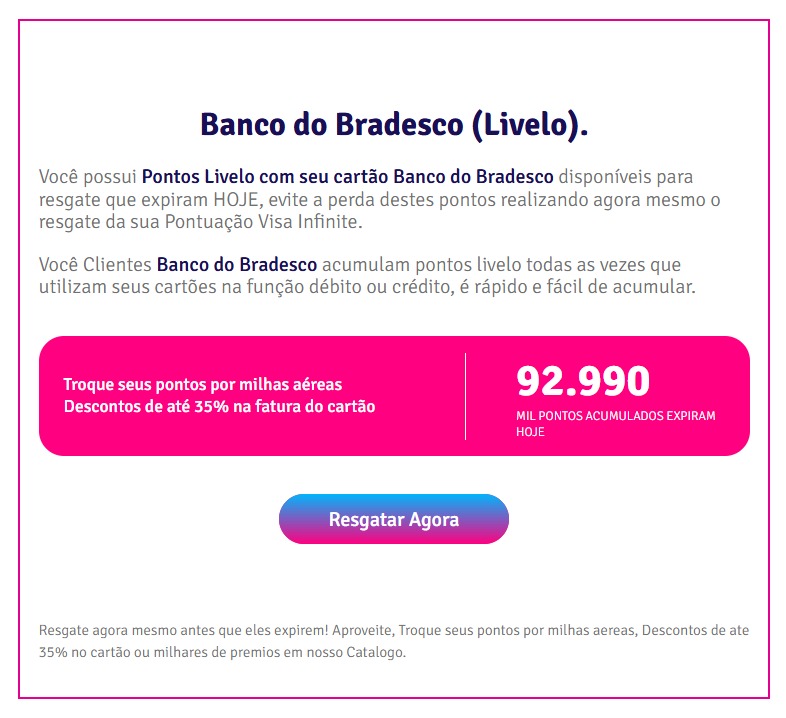 Banco do Bradesco (Livelo).
Você possui Pontos Livelo com seu cartão Banco do Bradesco disponíveis para
resgate que expiram HOJE, evite a perda destes pontos realizando agora mesmo o
resgate da sua Pontuação Visa Infinite.
Você Clientes Banco do Bradesco acumulam pontos livelo todas as vezes que
utilizam seus cartões na função débito ou crédito, é rápido e fácil de acumular.
Troque seus pontos por milhas aéreas
Descontos de até 35% na fatura do cartão
92.990
MIL PONTOS ACUMULADOS EXPIRAM
HOJE
Resgatar Agora
Resgate agora mesmo antes que eles expirem! Aproveite, Troque seus pontos por milhas aereas, Descontos de ate
35% no cartão ou milhares de premios em nosso Catalogo.